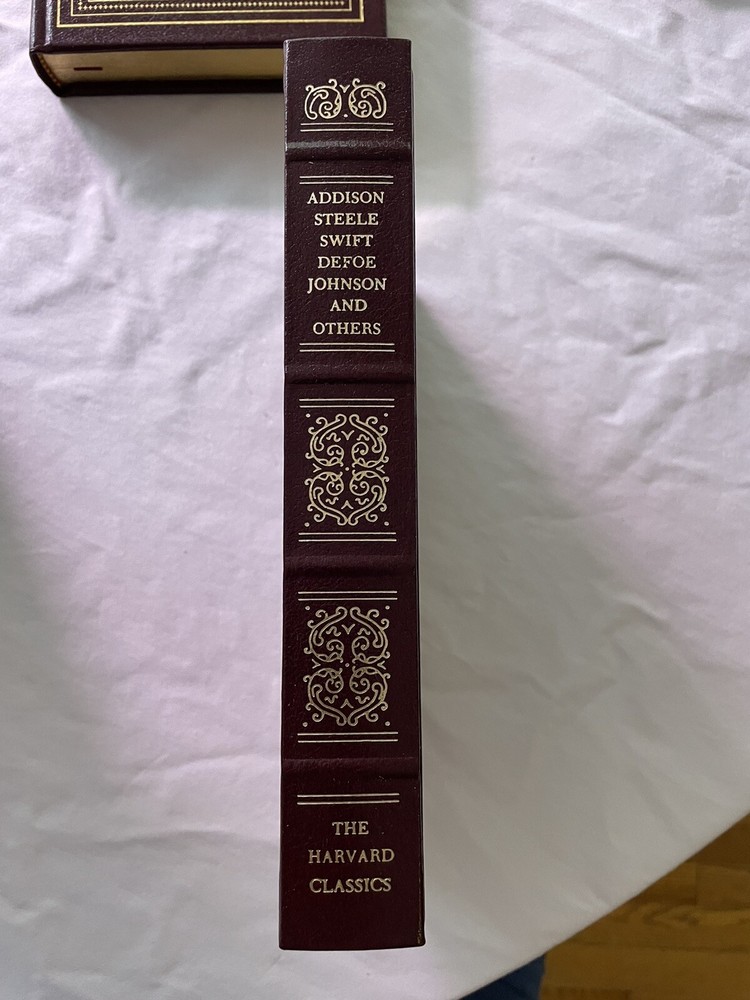 ADDISON
STEELE
SWIFT
DEFOE
JOHNSON
AND
OTHERS
THE
HARVARD
CLASSICS